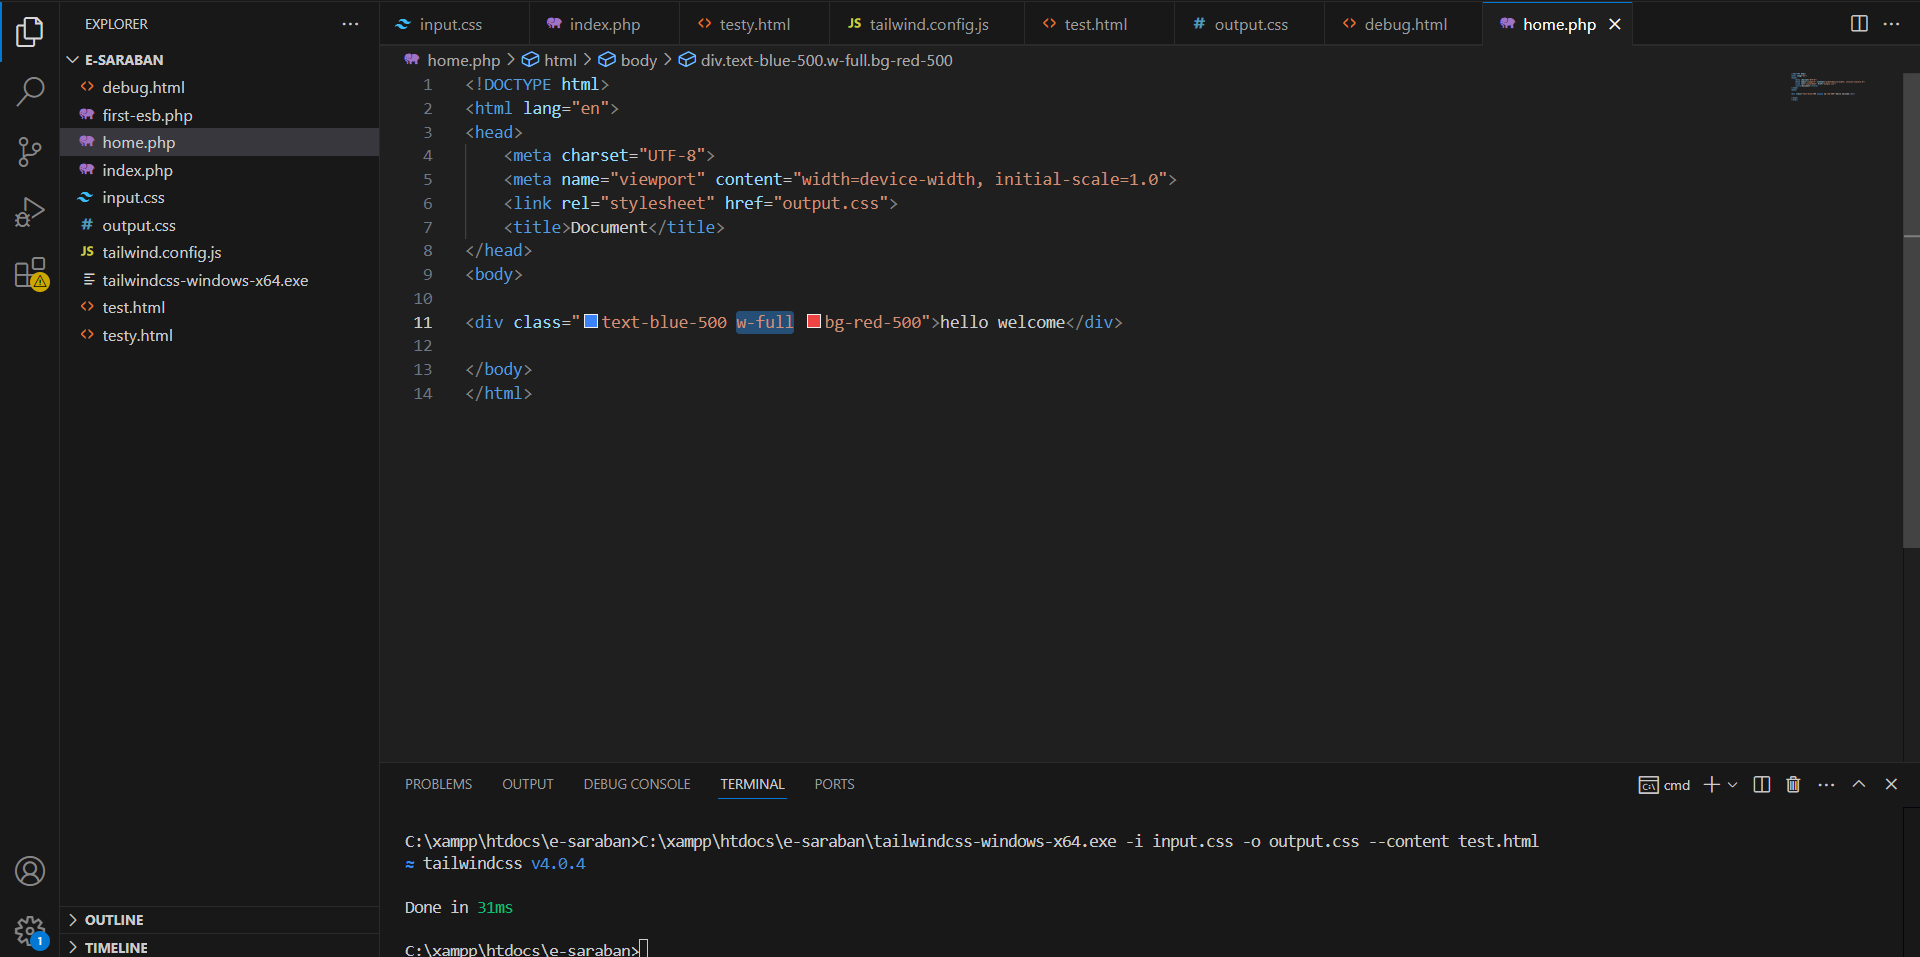 EXPLORER
E-SARABAN
debug.html
first-esb.php
home.php
index.php
input.css
# output.css
JS tailwind.config.js
tailwindcss-windows-x64.exe
test.html
testy.html
OUTLINE
TIMELINE
1
input.css index.php <> testy.html JS tailwind.config.js <> test.html # output.css <> debug.html home.php
home.php > html > body > div.text-blue-500.w-full.bg-red-500
1 <!DOCTYPE html>
2 <html lang="en">
3 <head>
4 <meta charset="UTF-8">
5 <meta name="viewport" content="width=device-width, initial-scale=1.0">
6 <link rel="stylesheet" href="output.css">
7 <title>Document</title>
8 </head>
9 <body>
10
11 <div class="text-blue-500 w-full bg-red-500">hello welcome</div>
12
13 </body>
14 </html>
PROBLEMS OUTPUT DEBUG CONSOLE TERMINAL PORTS
cmd
C:\xampp\htdocs\e-saraban>C:\xampp\htdocs\e-saraban\tailwindcss-windows-x64.exe -i input.css -o output.css --content test.html
≈ tailwindcss v4.0.4
Done in 31ms
C:\xampp\htdocs\e-saraban>